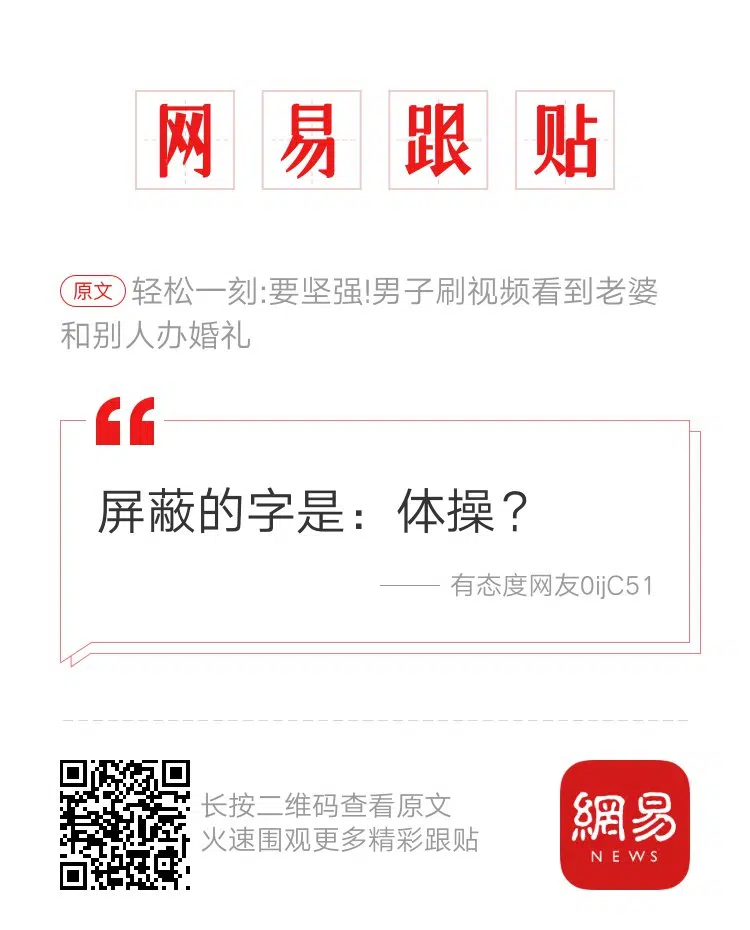 网易跟贴
原文 轻松一刻:要坚强!男子刷视频看到老婆
和别人办婚礼
屏蔽的字是：体操？
—— 有态度网友0ijC51
长按二维码查看原文
火速围观更多精彩跟贴
網易
NEWS